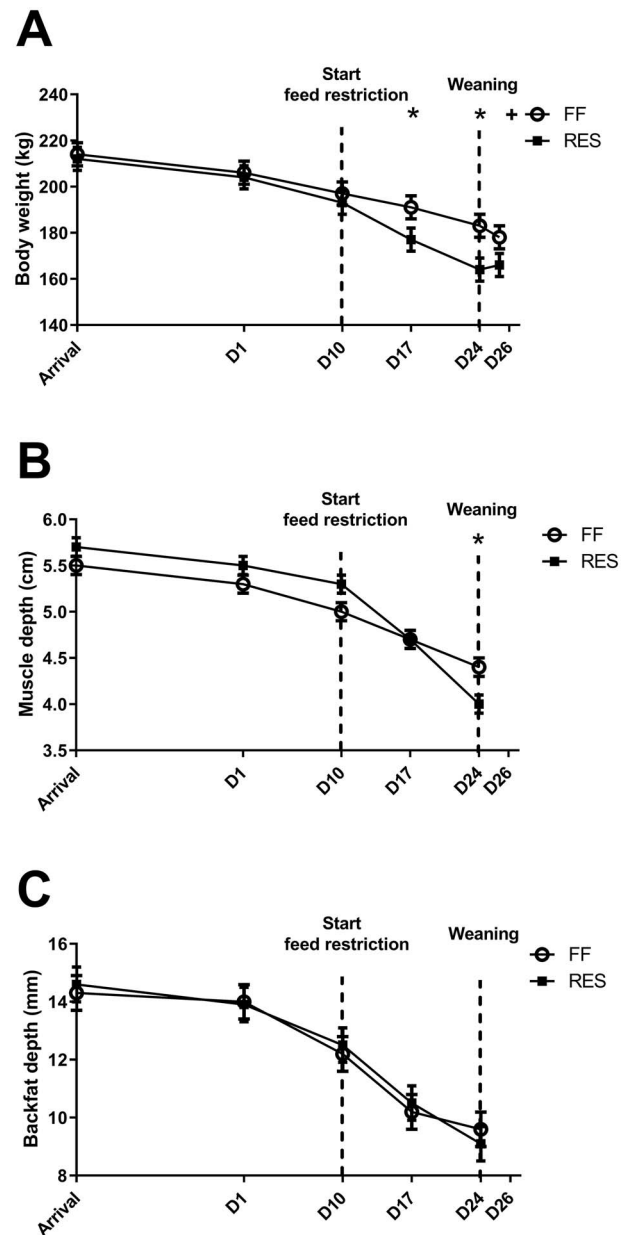 A
Start
feed restriction
Weaning
* * + FF
RES
Body weight (kg)
240
220
200
180
160
140
Arrival D1 D10 D17 D24 D26
B
Start
feed restriction
Weaning
*
FF
RES
Muscle depth (cm)
6.0
5.5
5.0
4.5
4.0
3.5
Arrival D1 D10 D17 D24 D26
C
Start
feed restriction
Weaning
FF
RES
Backfat depth (mm)
16
14
12
10
8
Arrival D1 D10 D17 D24 D26